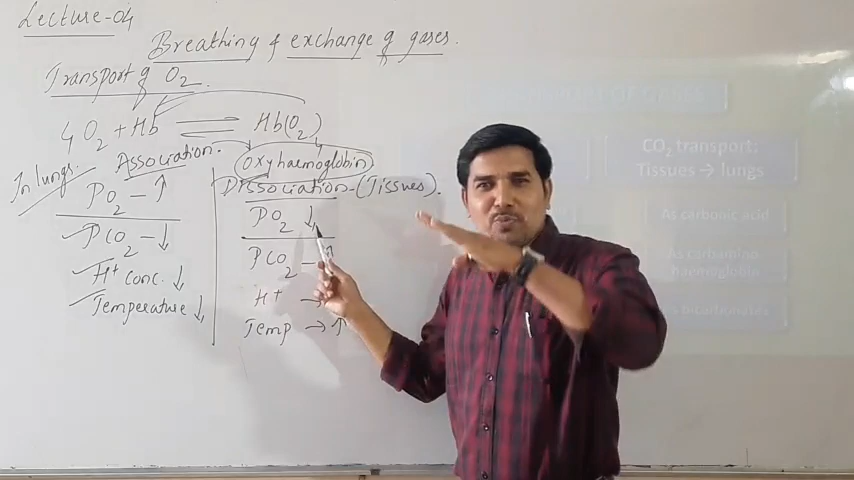 Lecture-04
Breathing & exchange of gases.
Transport of O2
4O2 + Hb ⇌ Hb(O2)4
In lungs
Association.
Oxyhaemoglobin
Dissociation-(Tissues).
PO2 - ↑
PCO2 - ↓
H+ conc. ↓
Temperature ↓
PO2 ↓
PCO2 - ↑
H+ →
Temp → ↑
CO2 transport:
Tissues → lungs
As carbonic acid
As carbamino
haemoglobin
bicarbonates